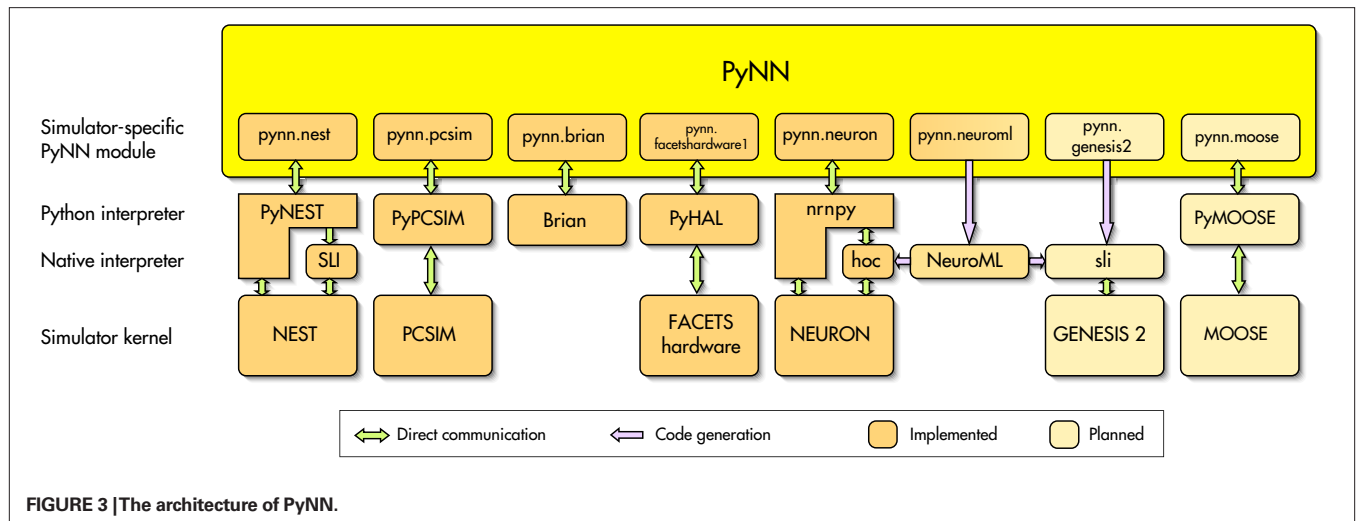 PyNN
Simulator-specific
PyNN module
pynn.nest
pynn.pcsim
pynn.brian
pynn.
facetshardware1
pynn.neuron
pynn.neuroml
pynn.
genesis2
pynn.moose
Python interpreter
PyNEST
PyPCSIM
Brian
PyHAL
nrnpy
PyMOOSE
Native interpreter
SLI
hoc
NeuroML
sli
Simulator kernel
NEST
PCSIM
FACETS
hardware
NEURON
GENESIS 2
MOOSE
Direct communication
Code generation
Implemented
Planned
FIGURE 3 | The architecture of PyNN.